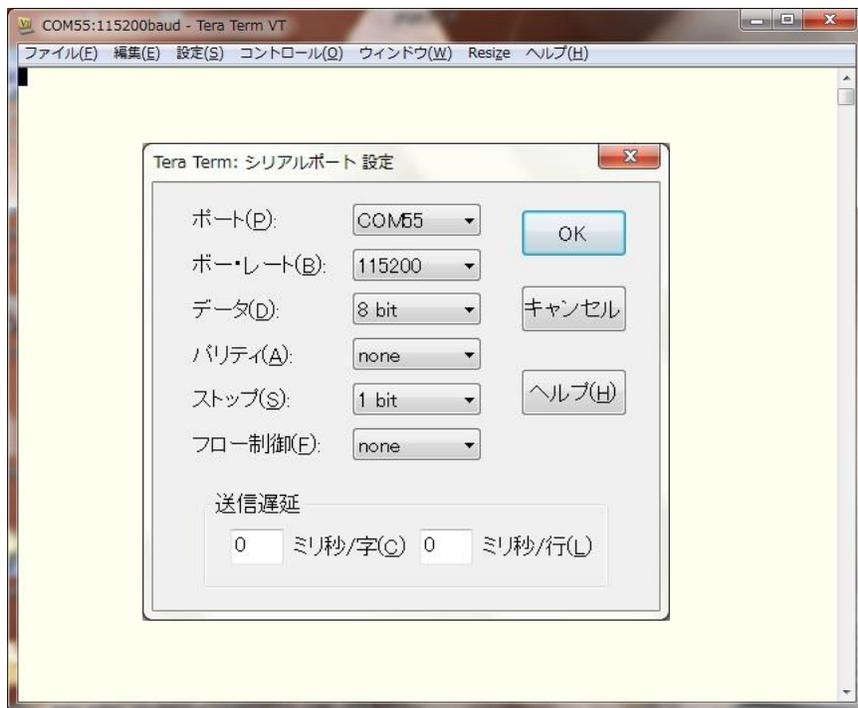 COM55:115200baud - Tera Term VT
ファイル(F) 編集(E) 設定(S) コントロール(O) ウィンドウ(W) Resize ヘルプ(H)
Tera Term: シリアルポート 設定
ポート(P): COM55
OK
ボー・レート(B): 115200
データ(D): 8 bit
キャンセル
パリティ(A): none
ストップ(S): 1 bit
ヘルプ(H)
フロー制御(F): none
送信遅延
0 ミリ秒/字(C) 0 ミリ秒/行(L)